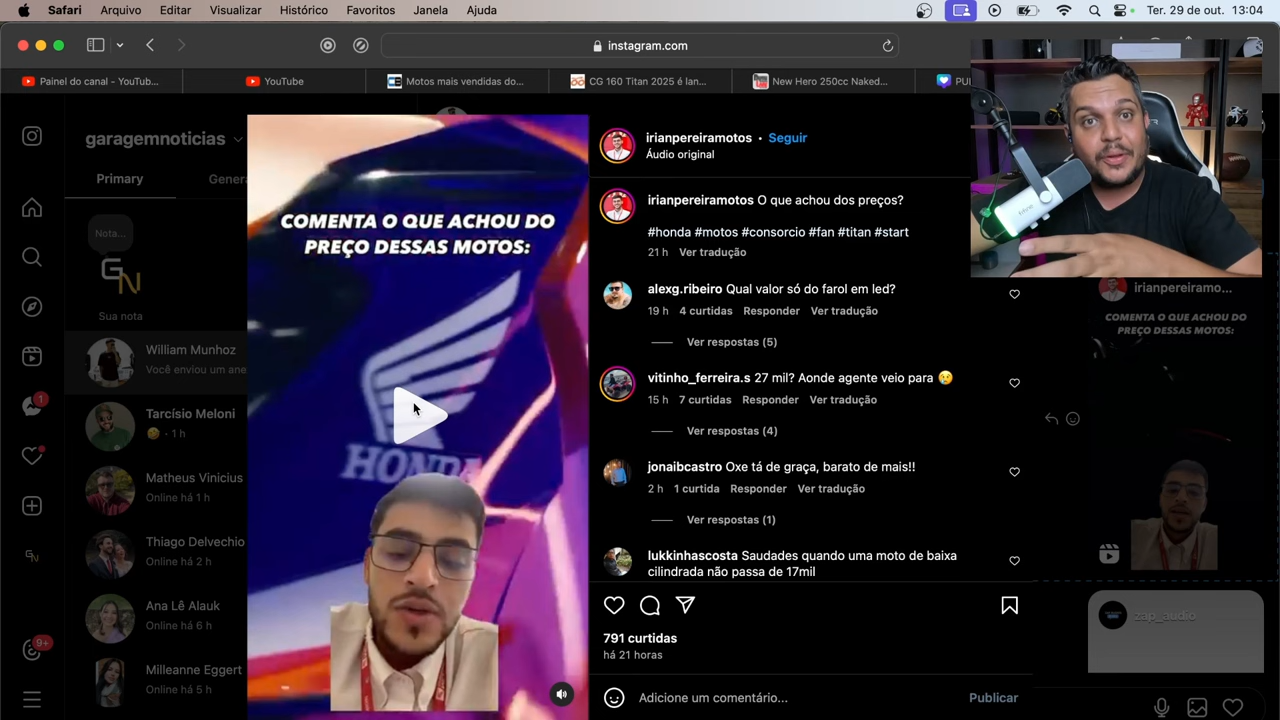 Safari Arquivo Editar Visualizar Histórico Favoritos Janela Ajuda Ter. 29 de out. 13:04
instagram.com
Painel do canal - YouTub... YouTube Motos mais vendidas do... CG 160 Titan 2025 é lan... New Hero 250cc Naked...
garagemnoticias
Primary
Nota...
GN
Sua nota
William Munhoz
Tarcísio Meloni
- 1 h
Matheus Vinicius
Online há 1 h
Thiago Delvechio
Online há 2 h
Ana Lê Alauk
Online há 6 h
9+
Milleanne Eggert
Online há 5 h
1
COMENTA O QUE ACHOU DO
PREÇO DESSAS MOTOS:
HONDA
irianpereiramotos • Seguir
Áudio original
irianpereiramotos O que achou dos preços?
#honda #motos #consorcio #fan #titan #start
21 h Ver tradução
alexg.ribeiro Qual valor só do farol em led?
19 h 4 curtidas Responder Ver tradução
Ver respostas (5)
vitinho_ferreira.s 27 mil? Aonde agente veio para 😢
15 h 7 curtidas Responder Ver tradução
Ver respostas (4)
jonaibcastro Oxe tá de graça, barato de mais!!
2 h 1 curtida Responder Ver tradução
Ver respostas (1)
lukkinhascosta Saudades quando uma moto de baixa
cilindrada não passa de 17mil
791 curtidas
há 21 horas
Adicione um comentário... Publicar
irianpereiramo...
COMENTA O QUE ACHOU DO
PREÇO DESSAS MOTOS:
zap_audio